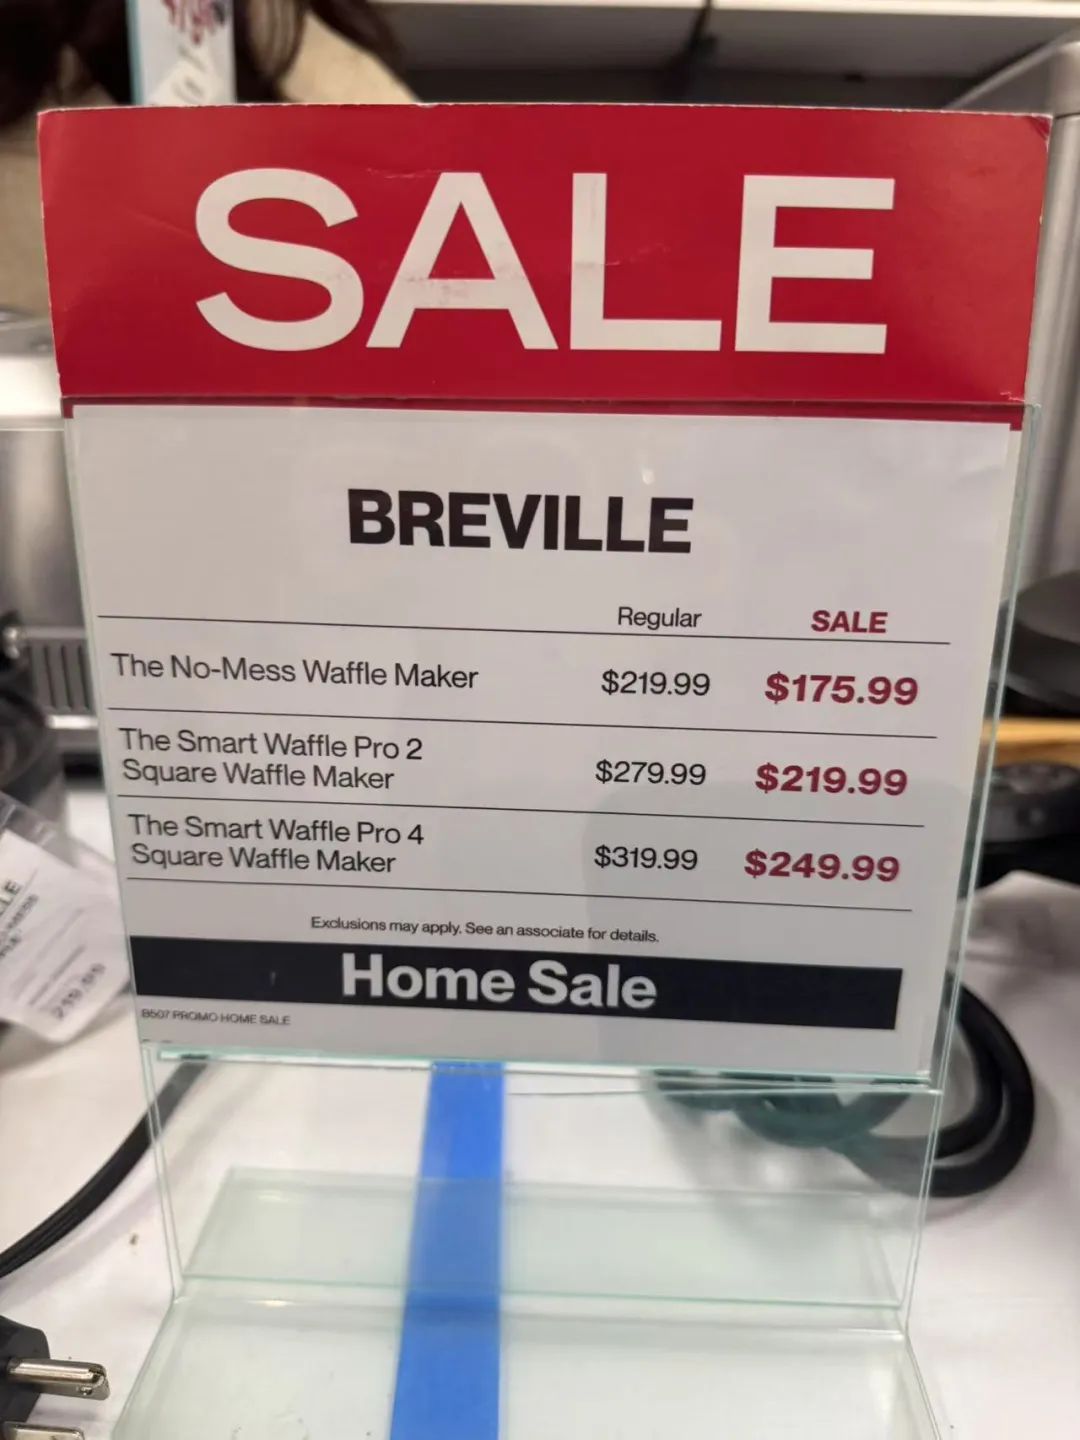 SALE
BREVILLE
Regular SALE
The No-Mess Waffle Maker $219.99 $175.99
The Smart Waffle Pro 2
Square Waffle Maker $279.99 $219.99
The Smart Waffle Pro 4
Square Waffle Maker $319.99 $249.99
Exclusions may apply. See an associate for details.
Home Sale
B507 PROMO HOME SALE